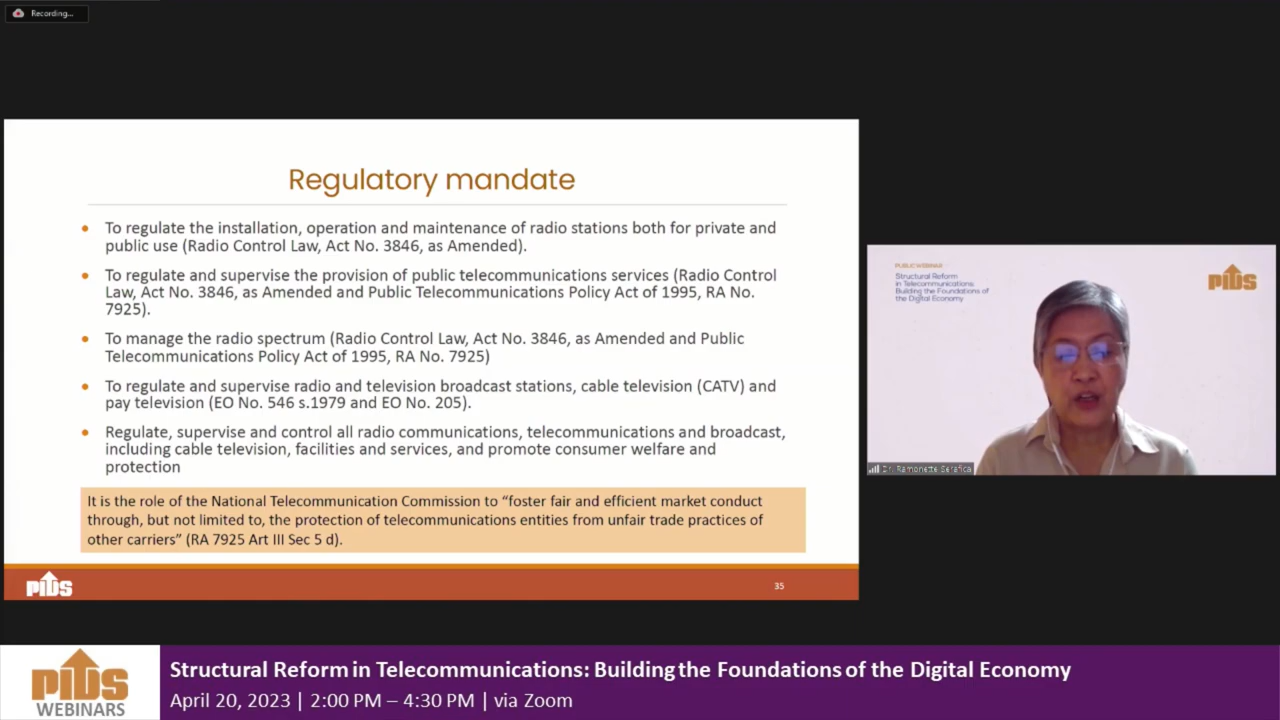 Recording...
Regulatory mandate
• To regulate the installation, operation and maintenance of radio stations both for private and
public use (Radio Control Law, Act No. 3846, as Amended).
• To regulate and supervise the provision of public telecommunications services (Radio Control
Law, Act No. 3846, as Amended and Public Telecommunications Policy Act of 1995, RA No.
7925).
• To manage the radio spectrum (Radio Control Law, Act No. 3846, as Amended and Public
Telecommunications Policy Act of 1995, RA No. 7925)
• To regulate and supervise radio and television broadcast stations, cable television (CATV) and
pay television (EO No. 546 s.1979 and EO No. 205).
• Regulate, supervise and control all radio communications, telecommunications and broadcast,
including cable television, facilities and services, and promote consumer welfare and
protection
It is the role of the National Telecommunication Commission to “foster fair and efficient market conduct
through, but not limited to, the protection of telecommunications entities from unfair trade practices of
other carriers” (RA 7925 Art III Sec 5 d).
PIDS
35
PUBLIC WEBINAR
Structural Reform
in Telecommunications:
Building the Foundations of
the Digital Economy
PIDS
Dr. Ramonette Serafica
PIDS
WEBINARS
Structural Reform in Telecommunications: Building the Foundations of the Digital Economy
April 20, 2023 | 2:00 PM – 4:30 PM | via Zoom